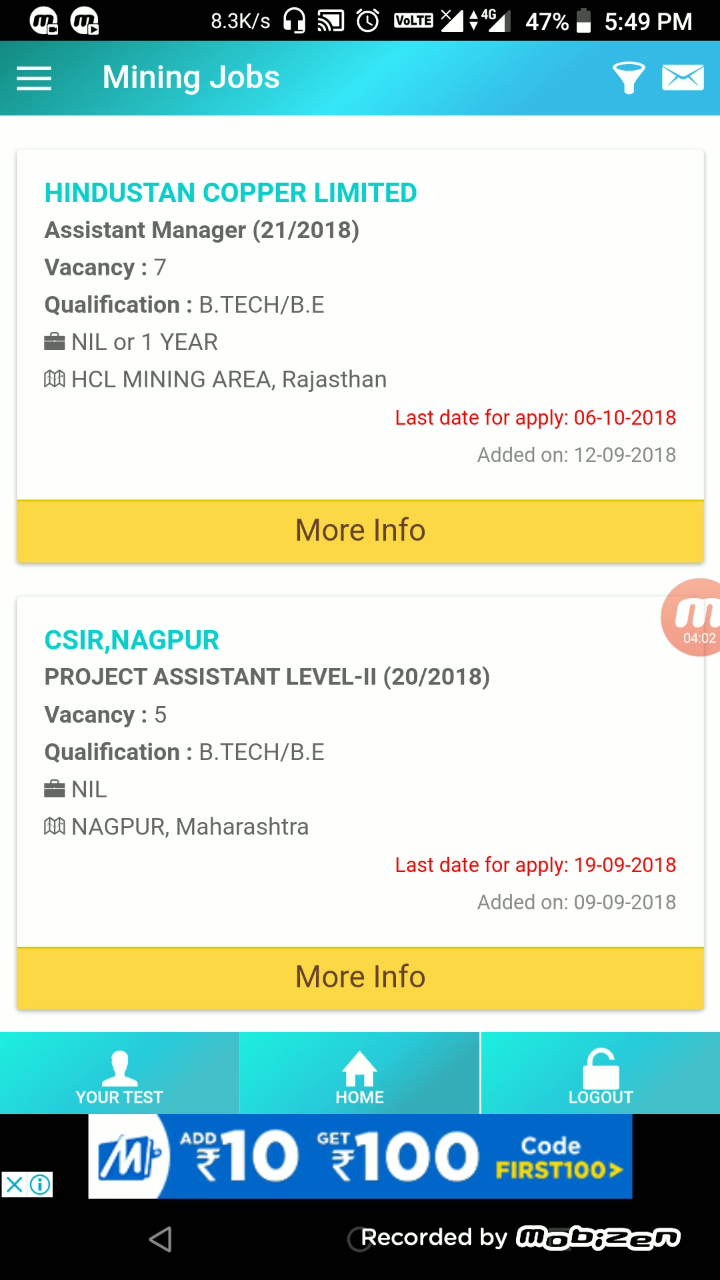 8.3K/s VoLTE 4G 47% 5:49 PM
Mining Jobs
HINDUSTAN COPPER LIMITED
Assistant Manager (21/2018)
Vacancy : 7
Qualification : B.TECH/B.E
NIL or 1 YEAR
HCL MINING AREA, Rajasthan
Last date for apply: 06-10-2018
Added on: 12-09-2018
More Info
04:02
CSIR,NAGPUR
PROJECT ASSISTANT LEVEL-II (20/2018)
Vacancy : 5
Qualification : B.TECH/B.E
NIL
NAGPUR, Maharashtra
Last date for apply: 19-09-2018
Added on: 09-09-2018
More Info
YOUR TEST HOME LOGOUT
ADD ₹10 GET ₹100 Code
FIRST100>
Recorded by mobizen